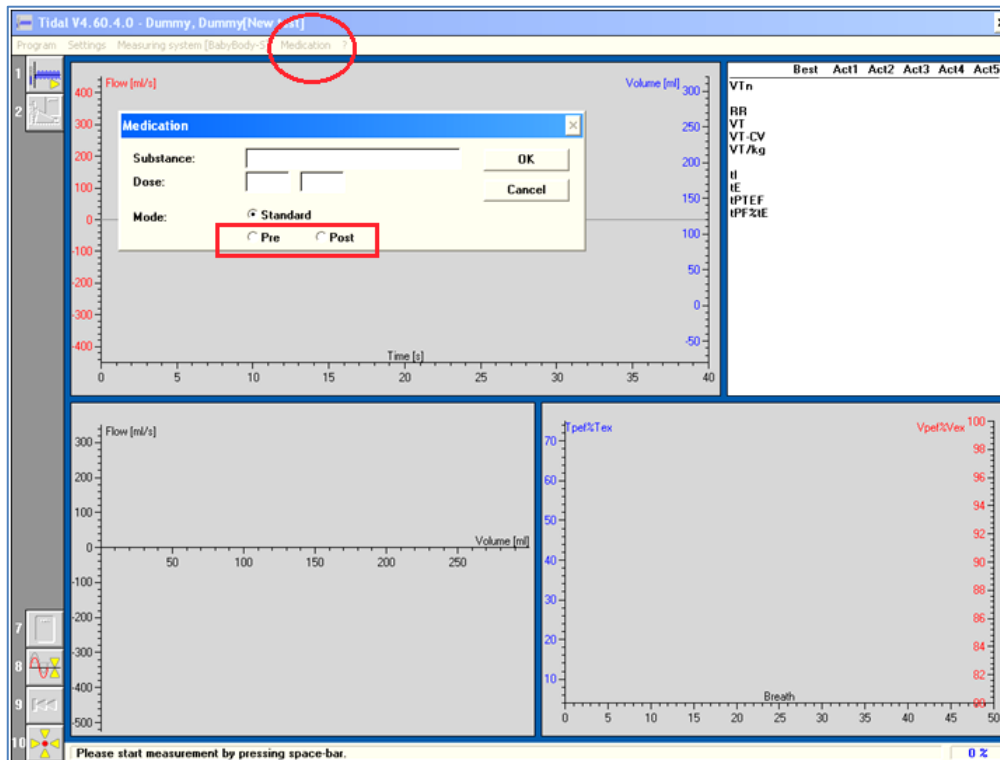 Tidal V4.60.4.0 - Dummy, Dummy[New test]
Program Settings Measuring system [BabyBody-S] Medication ?
1
2
7
8
9
10
Flow [ml/s]
Volume [ml]
400
300
200
100
0
-100
-200
-300
-400
300
250
200
150
100
50
0
-50
Time [s]
0 5 10 15 20 25 30 35 40
Medication
Substance:
OK
Dose:
Cancel
Mode:
Standard
Pre Post
Best Act1 Act2 Act3 Act4 Act5
VTn
RR
VT
VT-CV
VT/kg
tI
tE
tPTEF
tPF%tE
Flow [ml/s]
300
200
100
0
-100
-200
-300
-400
-500
Volume [ml]
50 100 150 200 250
Tpef%Tex
Vpef%Vex
70
60
50
40
30
20
10
100
98
96
94
92
90
88
86
84
82
80
Breath
0 5 10 15 20 25 30 35 40 45 50
Please start measurement by pressing space-bar.
0 %